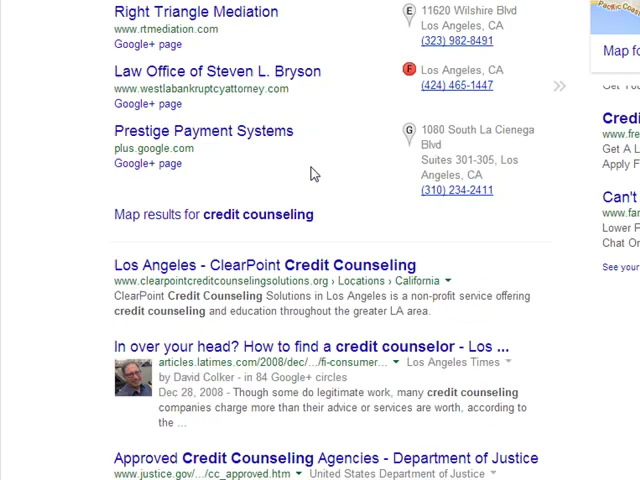 Right Triangle Mediation
www.rtmediation.com
Google+ page
E
11620 Wilshire Blvd
Los Angeles, CA
(323) 982-8491
Law Office of Steven L. Bryson
www.westlabankruptcyattorney.com
Google+ page
F
Los Angeles, CA
(424) 465-1447
Prestige Payment Systems
plus.google.com
Google+ page
G
1080 South La Cienega
Blvd
Suites 301-305, Los
Angeles, CA
(310) 234-2411
Map results for credit counseling
Los Angeles - ClearPoint Credit Counseling
www.clearpointcreditcounselingsolutions.org › Locations › California
ClearPoint Credit Counseling Solutions in Los Angeles is a non-profit service offering
credit counseling and education throughout the greater LA area.
In over your head? How to find a credit counselor - Los ...
articles.latimes.com/2008/dec/.../fi-consumer... Los Angeles Times
by David Colker - in 84 Google+ circles
Dec 28, 2008 - Though some do legitimate work, many credit counseling
companies charge more than their advice or services are worth, according to
the ...
Approved Credit Counseling Agencies - Department of Justice
www.justice.gov/.../cc_approved.htm United States Department of Justice
Pacific Coas
Map fo
Get You
Credi
www.fre
Get A L
Apply F
Can't
www.far
Lower F
Chat On
See your